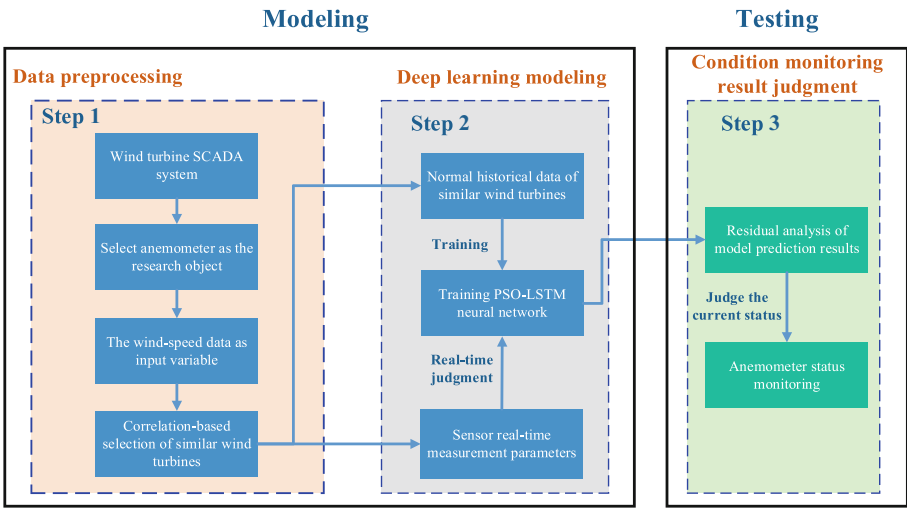 Modeling
Testing
Data preprocessing
Deep learning modeling
Condition monitoring
result judgment
Step 1
Wind turbine SCADA
system
Select anemometer as the
research object
The wind-speed data as
input variable
Correlation-based
selection of similar wind
turbines
Step 2
Normal historical data of
similar wind turbines
Training
Training PSO-LSTM
neural network
Real-time
judgment
Sensor real-time
measurement parameters
Step 3
Residual analysis of
model prediction results
Judge the
current status
Anemometer status
monitoring